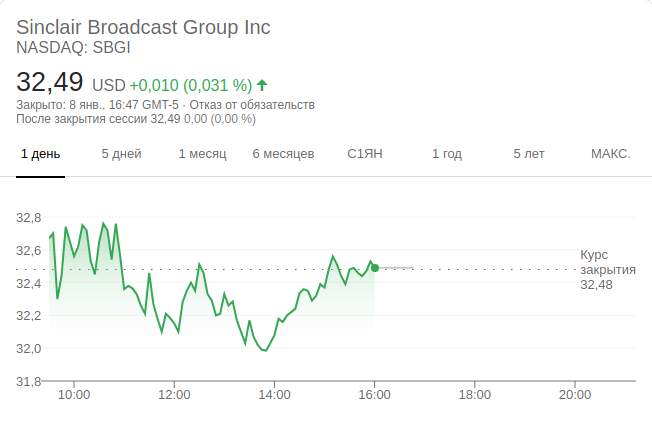 Sinclair Broadcast Group Inc
NASDAQ: SBGI
32,49 USD +0,010 (0,031 %)
Закрыто: 8 янв., 16:47 GMT-5 · Отказ от обязательств
После закрытия сессии 32,49 0,00 (0,00 %)
1 день 5 дней 1 месяц 6 месяцев С1ЯН 1 год 5 лет МАКС.
32,8
32,6
32,4
32,2
32,0
31,8
Курс
закрытия
32,48
10:00 12:00 14:00 16:00 18:00 20:00